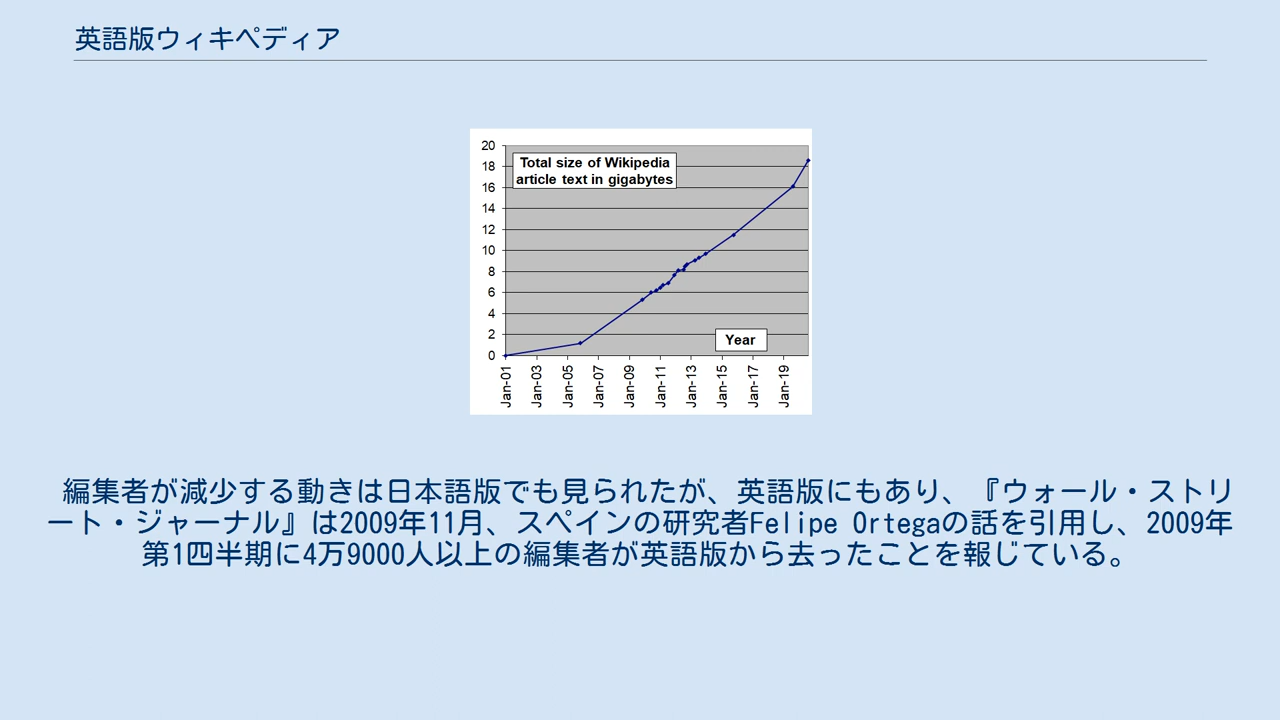 英語版ウィキペディア
Total size of Wikipedia
article text in gigabytes
20
18
16
14
12
10
8
6
4
2
0
Year
Jan-01
Jan-03
Jan-05
Jan-07
Jan-09
Jan-11
Jan-13
Jan-15
Jan-17
Jan-19
編集者が減少する動きは日本語版でも見られたが、英語版にもあり、『ウォール・ストリ
ート・ジャーナル』は2009年11月、スペインの研究者Felipe Ortegaの話を引用し、2009年
第1四半期に4万9000人以上の編集者が英語版から去ったことを報じている。